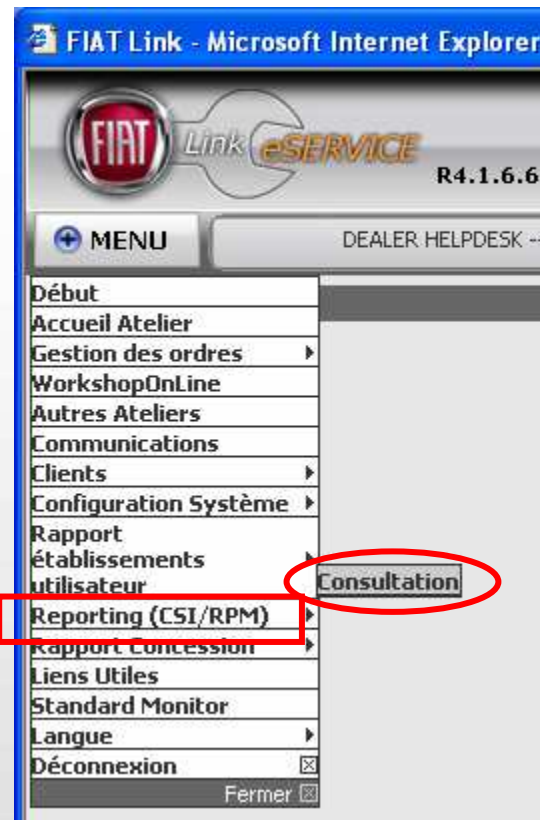 FIAT Link - Microsoft Internet Explorer
FIAT Link eSERVICE
R4.1.6.6
MENU DEALER HELPDESK --
Début
Accueil Atelier
Gestion des ordres
WorkshopOnLine
Autres Ateliers
Communications
Clients
Configuration Système
Rapport
établissements
utilisateur
Consultation
Reporting (CSI/RPM)
Rapport Concession
Liens Utiles
Standard Monitor
Langue
Déconnexion
Fermer